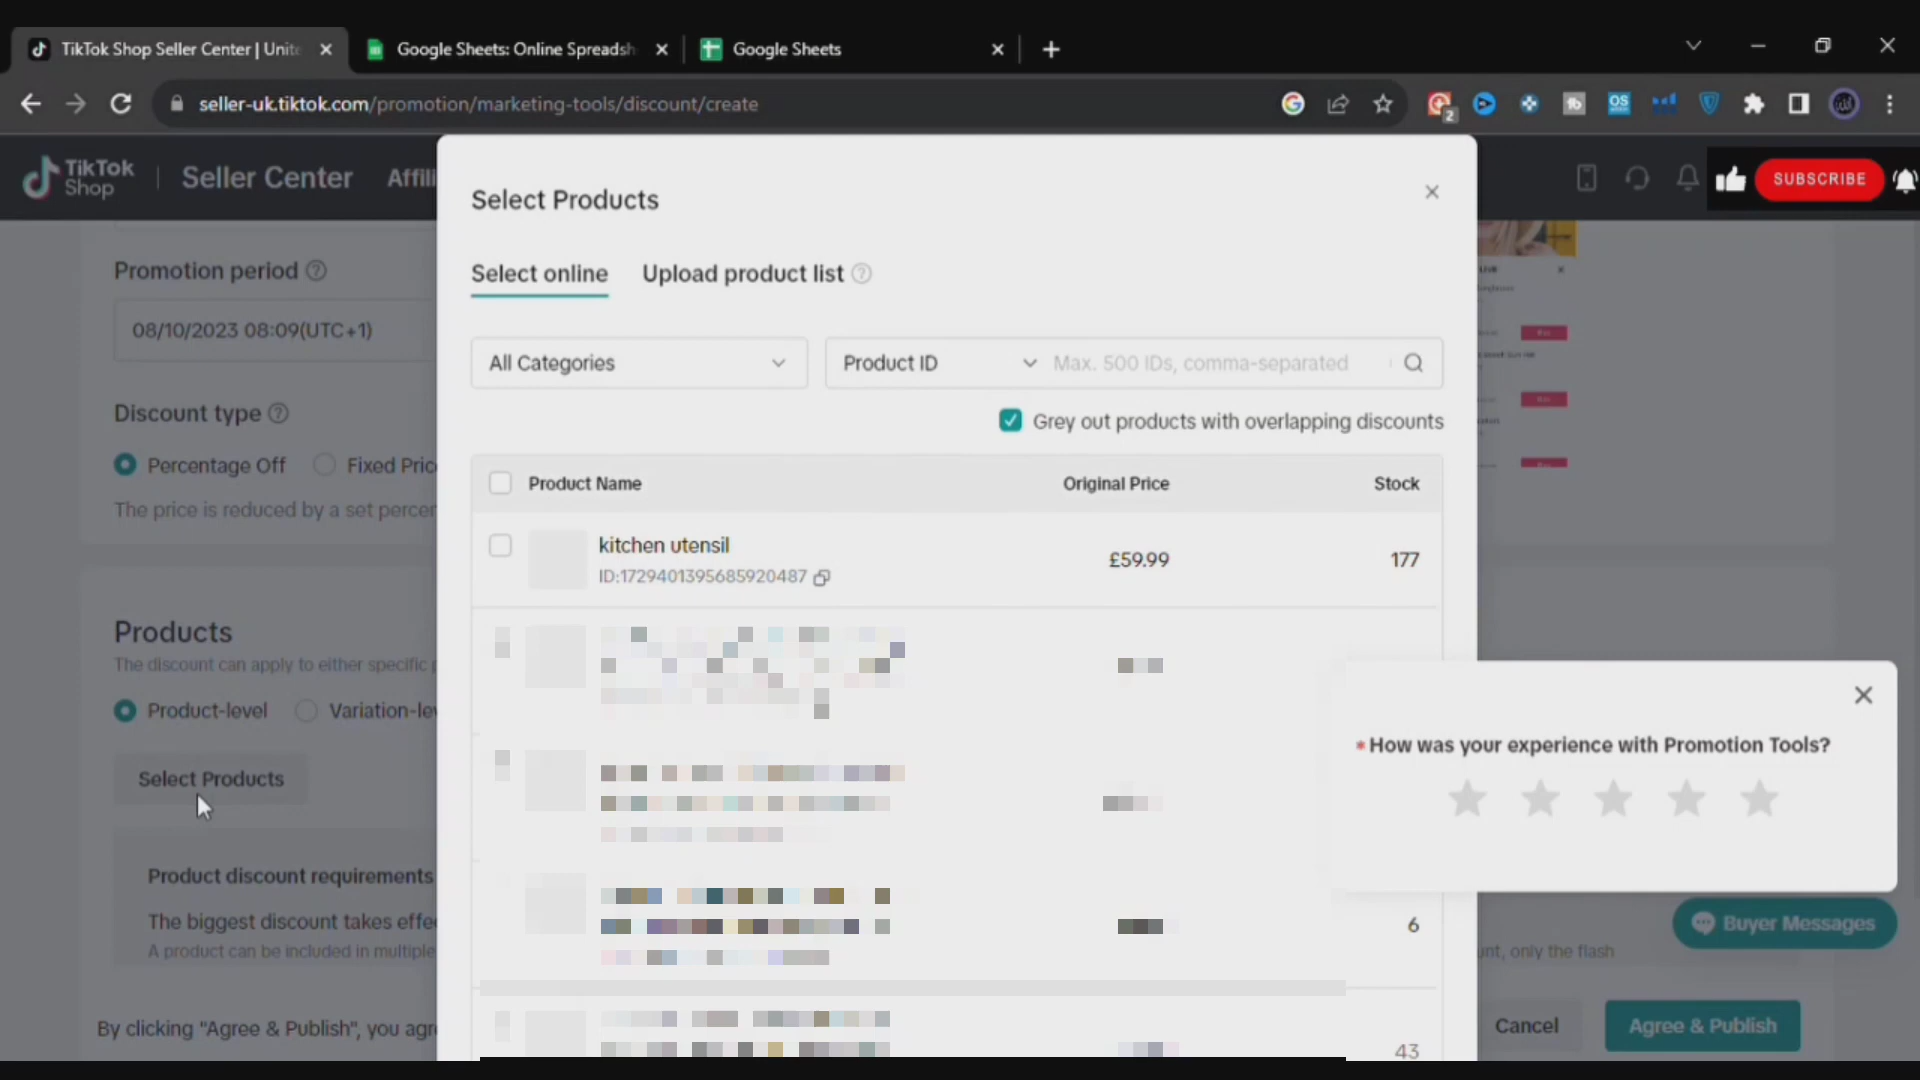 TikTok Shop Seller Center | Unite
Google Sheets: Online Spreadsh
Google Sheets
seller-uk.tiktok.com/promotion/marketing-tools/discount/create
2
OS
TikTok
Shop
Seller Center
Affili
SUBSCRIBE
Select Products
Promotion period
Select online
Upload product list
08/10/2023 08:09(UTC+1)
All Categories
Product ID
Max. 500 IDs, comma-separated
Discount type
Grey out products with overlapping discounts
Percentage Off
Fixed Pric
Product Name
Original Price
Stock
The price is reduced by a set percen
kitchen utensil
£59.99
177
ID:1729401395685920487
Products
The discount can apply to either specific p
Product-level
Variation-lev
*How was your experience with Promotion Tools?
Select Products
Product discount requirements
The biggest discount takes effe
6
Buyer Messages
A product can be included in multiple
unt, only the flash
By clicking "Agree & Publish", you agr
Cancel
Agree & Publish
43